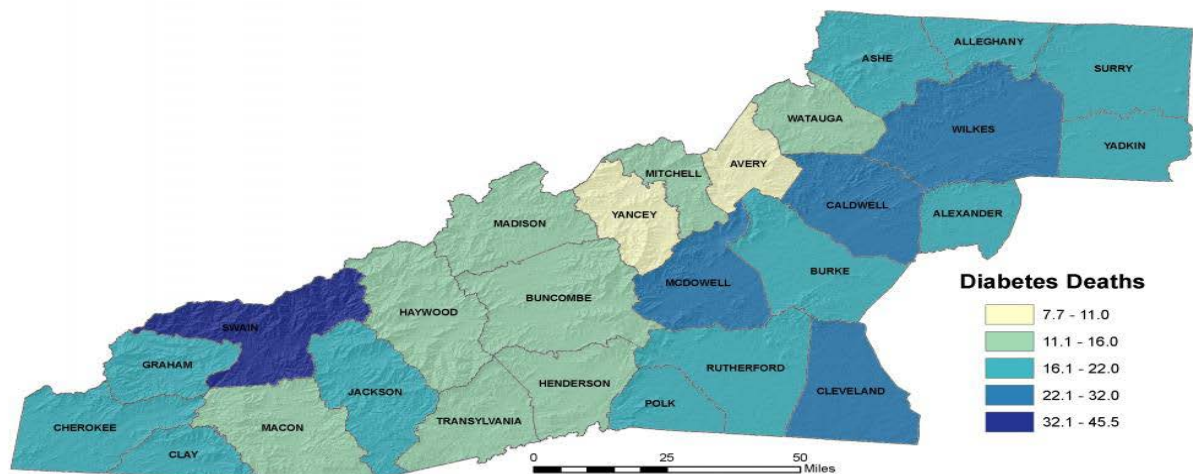 ALLEGHANY
ASHE
SURRY
WATAUGA
WILKES
YADKIN
AVERY
MITCHELL
CALDWELL
ALEXANDER
YANCEY
MADISON
BURKE
MCDOWELL
BUNCOMBE
HAYWOOD
SWAIN
GRAHAM
JACKSON
HENDERSON
RUTHERFORD
CLEVELAND
POLK
TRANSYLVANIA
MACON
CHEROKEE
CLAY
Diabetes Deaths
7.7 - 11.0
11.1 - 16.0
16.1 - 22.0
22.1 - 32.0
32.1 - 45.5
0 25 50
Miles